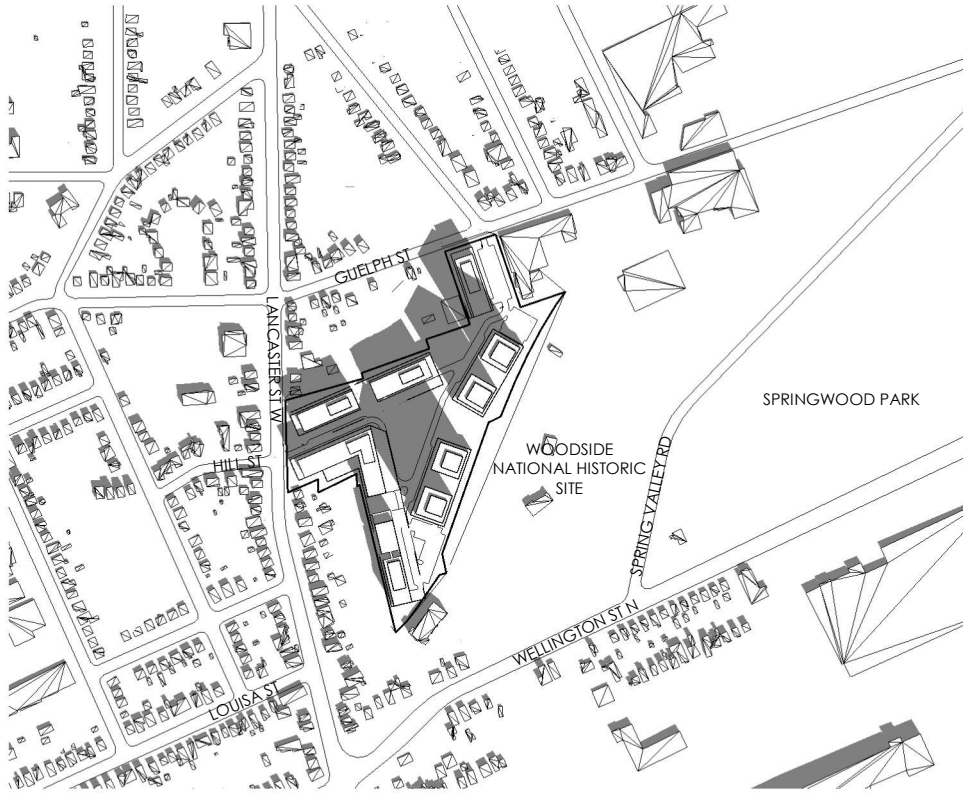 GUELPH ST
LANCASTER ST W
SPRINGWOOD PARK
WOODSIDE
NATIONAL HISTORIC
SITE
HILL ST
SPRING VALLEY RD
WELLINGTON ST N
LOUISA ST